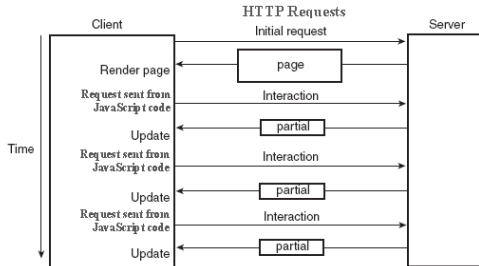 HTTP Requests
Client
Server
Initial request
Render page
page
Request sent from
JavaScript code
Interaction
Update
partial
Time
Request sent from
JavaScript code
Interaction
Update
partial
Request sent from
JavaScript code
Interaction
Update
partial